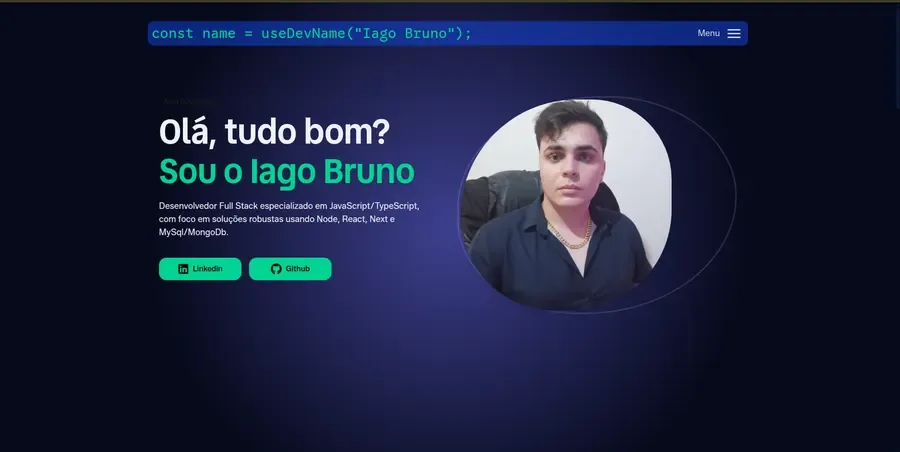 const name = useDevName("Iago Bruno");
Menu
Olá, tudo bom?
Sou o Iago Bruno
Desenvolvedor Full Stack especializado em JavaScript/TypeScript,
com foco em soluções robustas usando Node, React, Next e
MySql/MongoDb.
Linkedin
Github